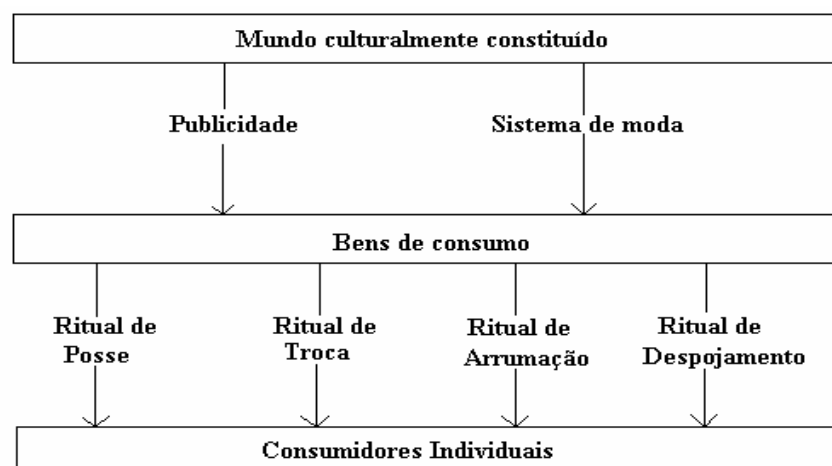 Mundo culturalmente constituído
Publicidade
Sistema de moda
Bens de consumo
Ritual de
Posse
Ritual de
Troca
Ritual de
Arrumação
Ritual de
Despojamento
Consumidores Individuais